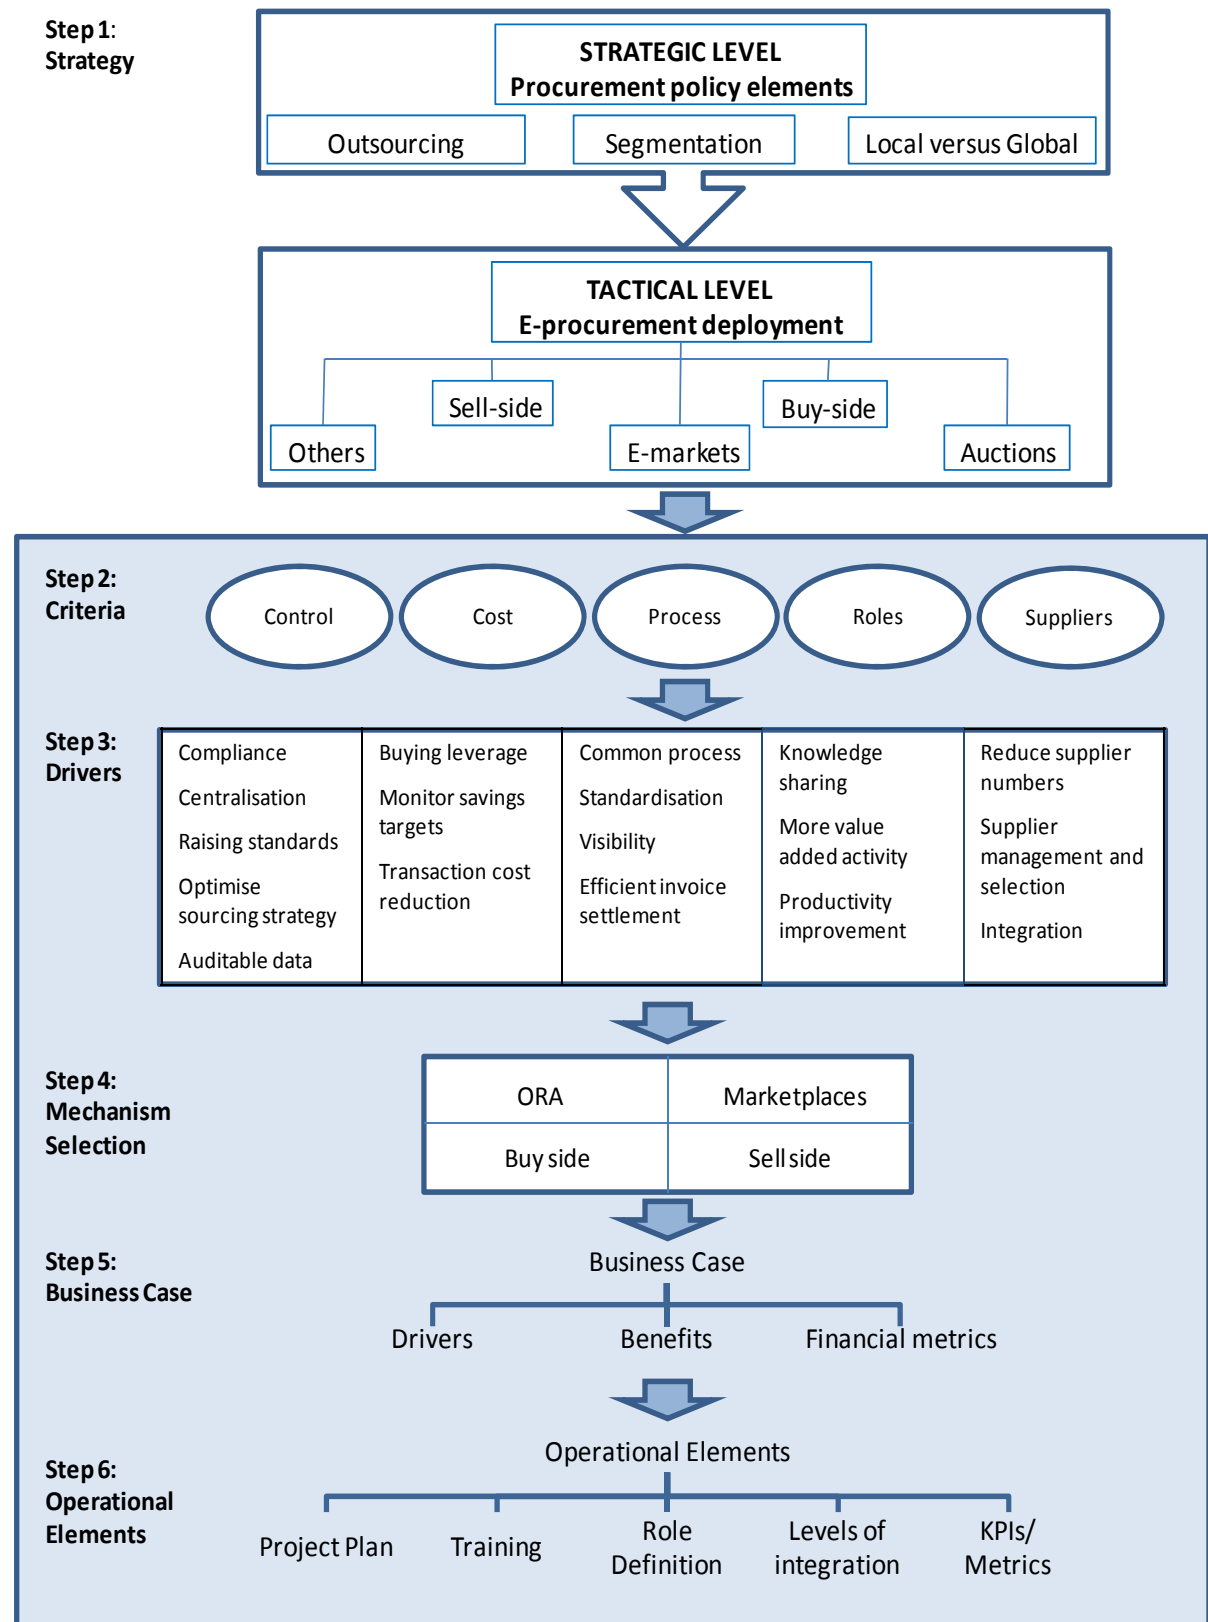 Step 1:
Strategy
STRATEGIC LEVEL
Procurement policy elements
Outsourcing
Segmentation
Local versus Global
TACTICAL LEVEL
E-procurement deployment
Sell-side
Buy-side
Others
E-markets
Auctions
Step 2:
Criteria
Control
Cost
Process
Roles
Suppliers
Step 3:
Drivers
Compliance
Centralisation
Raising standards
Optimise
sourcing strategy
Auditable data
Buying leverage
Monitor savings
targets
Transaction cost
reduction
Common process
Standardisation
Visibility
Efficient invoice
settlement
Knowledge
sharing
More value
added activity
Productivity
improvement
Reduce supplier
numbers
Supplier
management and
selection
Integration
Step 4:
Mechanism
Selection
ORA
Marketplaces
Buy side
Sell side
Step 5:
Business Case
Business Case
Drivers
Benefits
Financial metrics
Step 6:
Operational
Elements
Operational Elements
Project Plan
Training
Role
Definition
Levels of
integration
KPIs/
Metrics